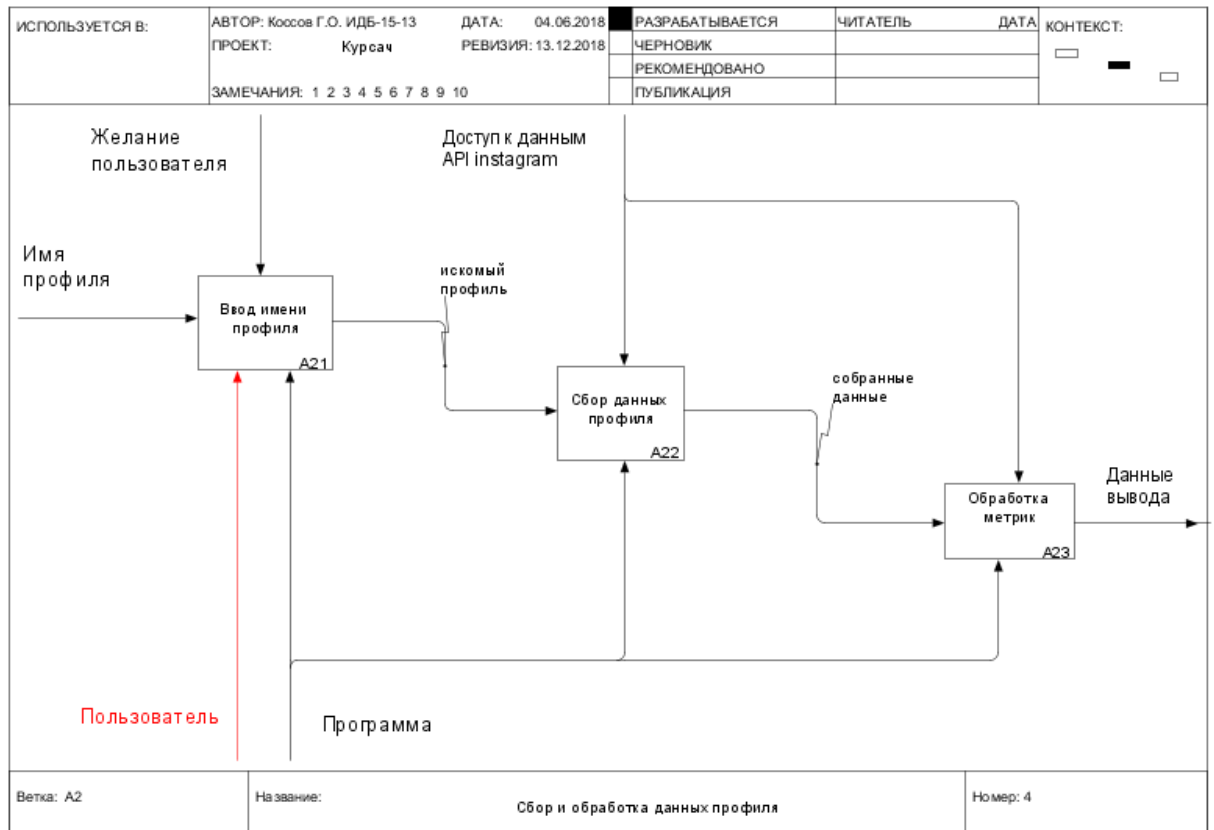 ИСПОЛЬЗУЕТСЯ В:
АВТОР: Коссов Г.О. ИДБ-15-13
ДАТА: 04.06.2018
ПРОЕКТ: Курсач
РЕВИЗИЯ: 13.12.2018
ЗАМЕЧАНИЯ: 1 2 3 4 5 6 7 8 9 10
РАЗРАБАТЫВАЕТСЯ
ЧЕРНОВИК
РЕКОМЕНДОВАНО
ПУБЛИКАЦИЯ
ЧИТАТЕЛЬ ДАТА
КОНТЕКСТ:
Желание
пользователя
Доступ к данным
API instagram
Имя
профиля
искомый
профиль
Ввод имени
профиля
A21
собранные
данные
Сбор данных
профиля
A22
Данные
вывода
Обработка
метрик
A23
Пользователь
Программа
Ветка: A2
Название:
Сбор и обработка данных профиля
Номер: 4